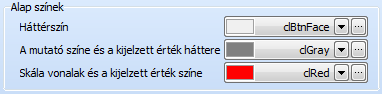 Alap színek
Háttérszín clBtnFace ...
A mutató színe és a kijelzett érték háttere clGray ...
Skála vonalak és a kijelzett érték színe clRed ...